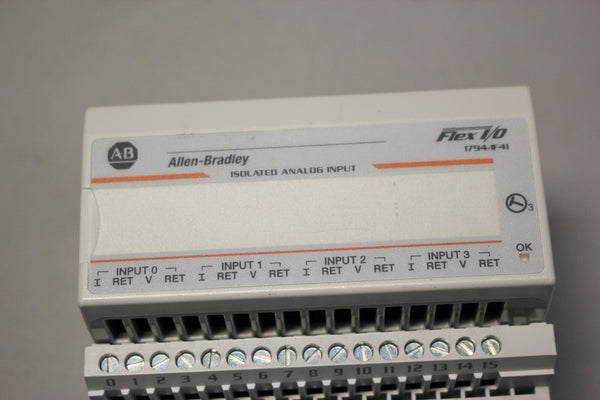 AB
Allen-Bradley
Flex I/O
1794-IF4I
ISOLATED ANALOG INPUT
3
OK
INPUT 0 INPUT 1 INPUT 2 INPUT 3
I RET V RET I RET V RET I RET V RET I RET V RET
0 1 2 3 4 5 6 7 8 9 10 11 12 13 14 15